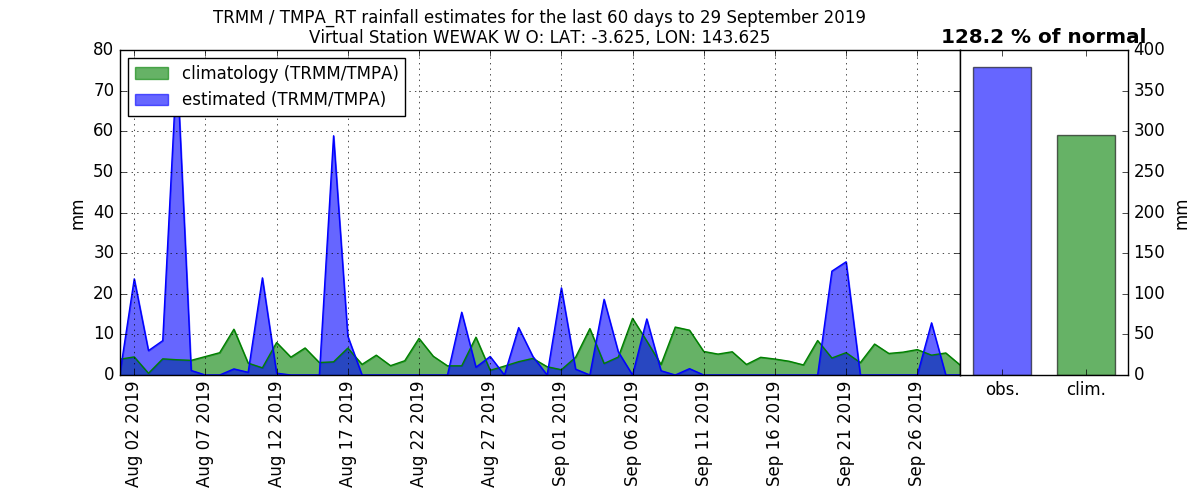 TRMM / TMPA_RT rainfall estimates for the last 60 days to 29 September 2019
Virtual Station WEWAK W O: LAT: -3.625, LON: 143.625
128.2 % of normal
climatology (TRMM/TMPA)
estimated (TRMM/TMPA)
80
70
60
50
40
30
20
10
0
mm
Aug 02 2019
Aug 07 2019
Aug 12 2019
Aug 17 2019
Aug 22 2019
Aug 27 2019
Sep 01 2019
Sep 06 2019
Sep 11 2019
Sep 16 2019
Sep 21 2019
Sep 26 2019
obs.
clim.
400
350
300
250
200
150
100
50
0
mm